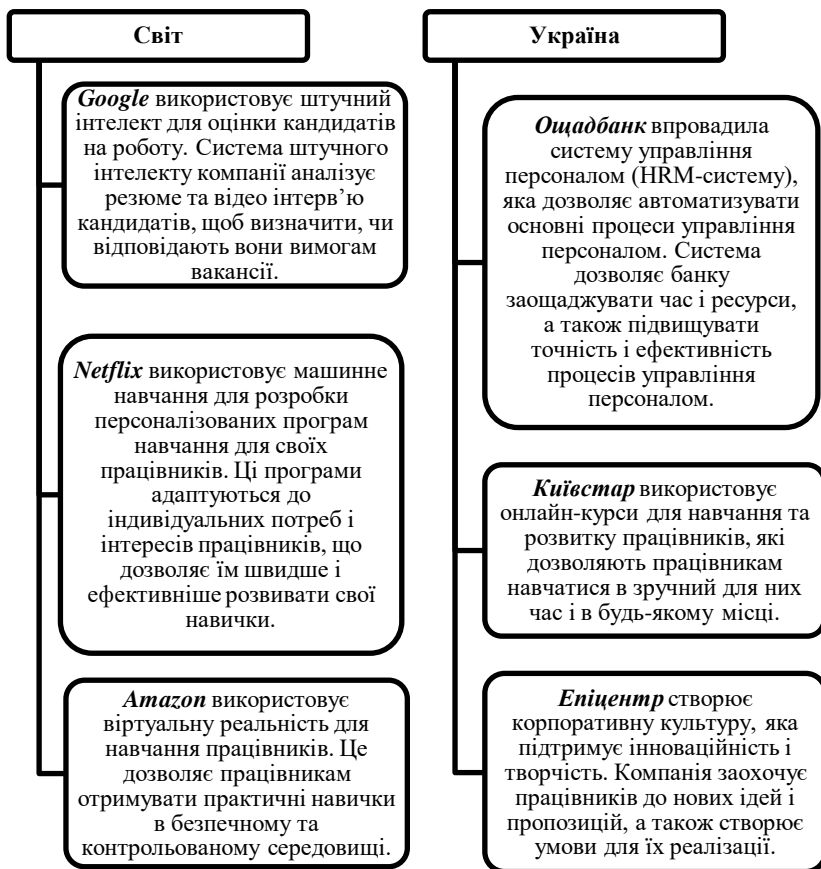 Світ
Google використовує штучний
інтелект для оцінки кандидатів
на роботу. Система штучного
інтелекту компанії аналізує
резюме та відео інтерв’ю
кандидатів, щоб визначити, чи
відповідають вони вимогам
вакансії.
Netflix використовує машинне
навчання для розробки
персоналізованих програм
навчання для своїх
працівників. Ці програми
адаптуються до
індивідуальних потреб і
інтересів працівників, що
дозволяє їм швидше і
ефективніше розвивати свої
навички.
Amazon використовує
віртуальну реальність для
навчання працівників. Це
дозволяє працівникам
отримувати практичні навички
в безпечному та
контрольованому середовищі.
Україна
Ощадбанк впровадила
систему управління
персоналом (HRM-систему),
яка дозволяє автоматизувати
основні процеси управління
персоналом. Система
дозволяє банку
заощаджувати час і ресурси,
а також підвищувати
точність і ефективність
процесів управління
персоналом.
Київстар використовує
онлайн-курси для навчання та
розвитку працівників, які
дозволяють працівникам
навчатися в зручний для них
час і в будь-якому місці.
Епіцентр створює
корпоративну культуру, яка
підтримує інноваційність і
творчість. Компанія заохочує
працівників до нових ідей і
пропозицій, а також створює
умови для їх реалізації.